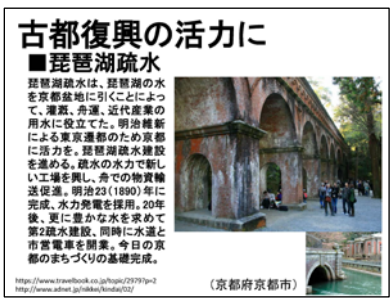 古都復興の活力に
■琵琶湖疏水
琵琶湖疏水は、琵琶湖の水
を京都盆地に引くことによっ
て、灌漑、舟運、近代産業の
用水に役立てた。明治維新
による東京遷都のため京都
に活力を。琵琶湖疏水建設
を進める。疏水の水力で新し
い工場を興し、舟での物資輸
送促進。明治23(1890)年に
完成、水力発電を採用。20年
後、更に豊かな水を求めて
第2疏水建設、同時に水道と
市営電車を開業。今日の京
都のまちづくりの基礎完成。
https://www.travelbook.co.jp/topic/2979?p=2
http://www.adnet.jp/nikkei/kindai/02/
(京都府京都市)